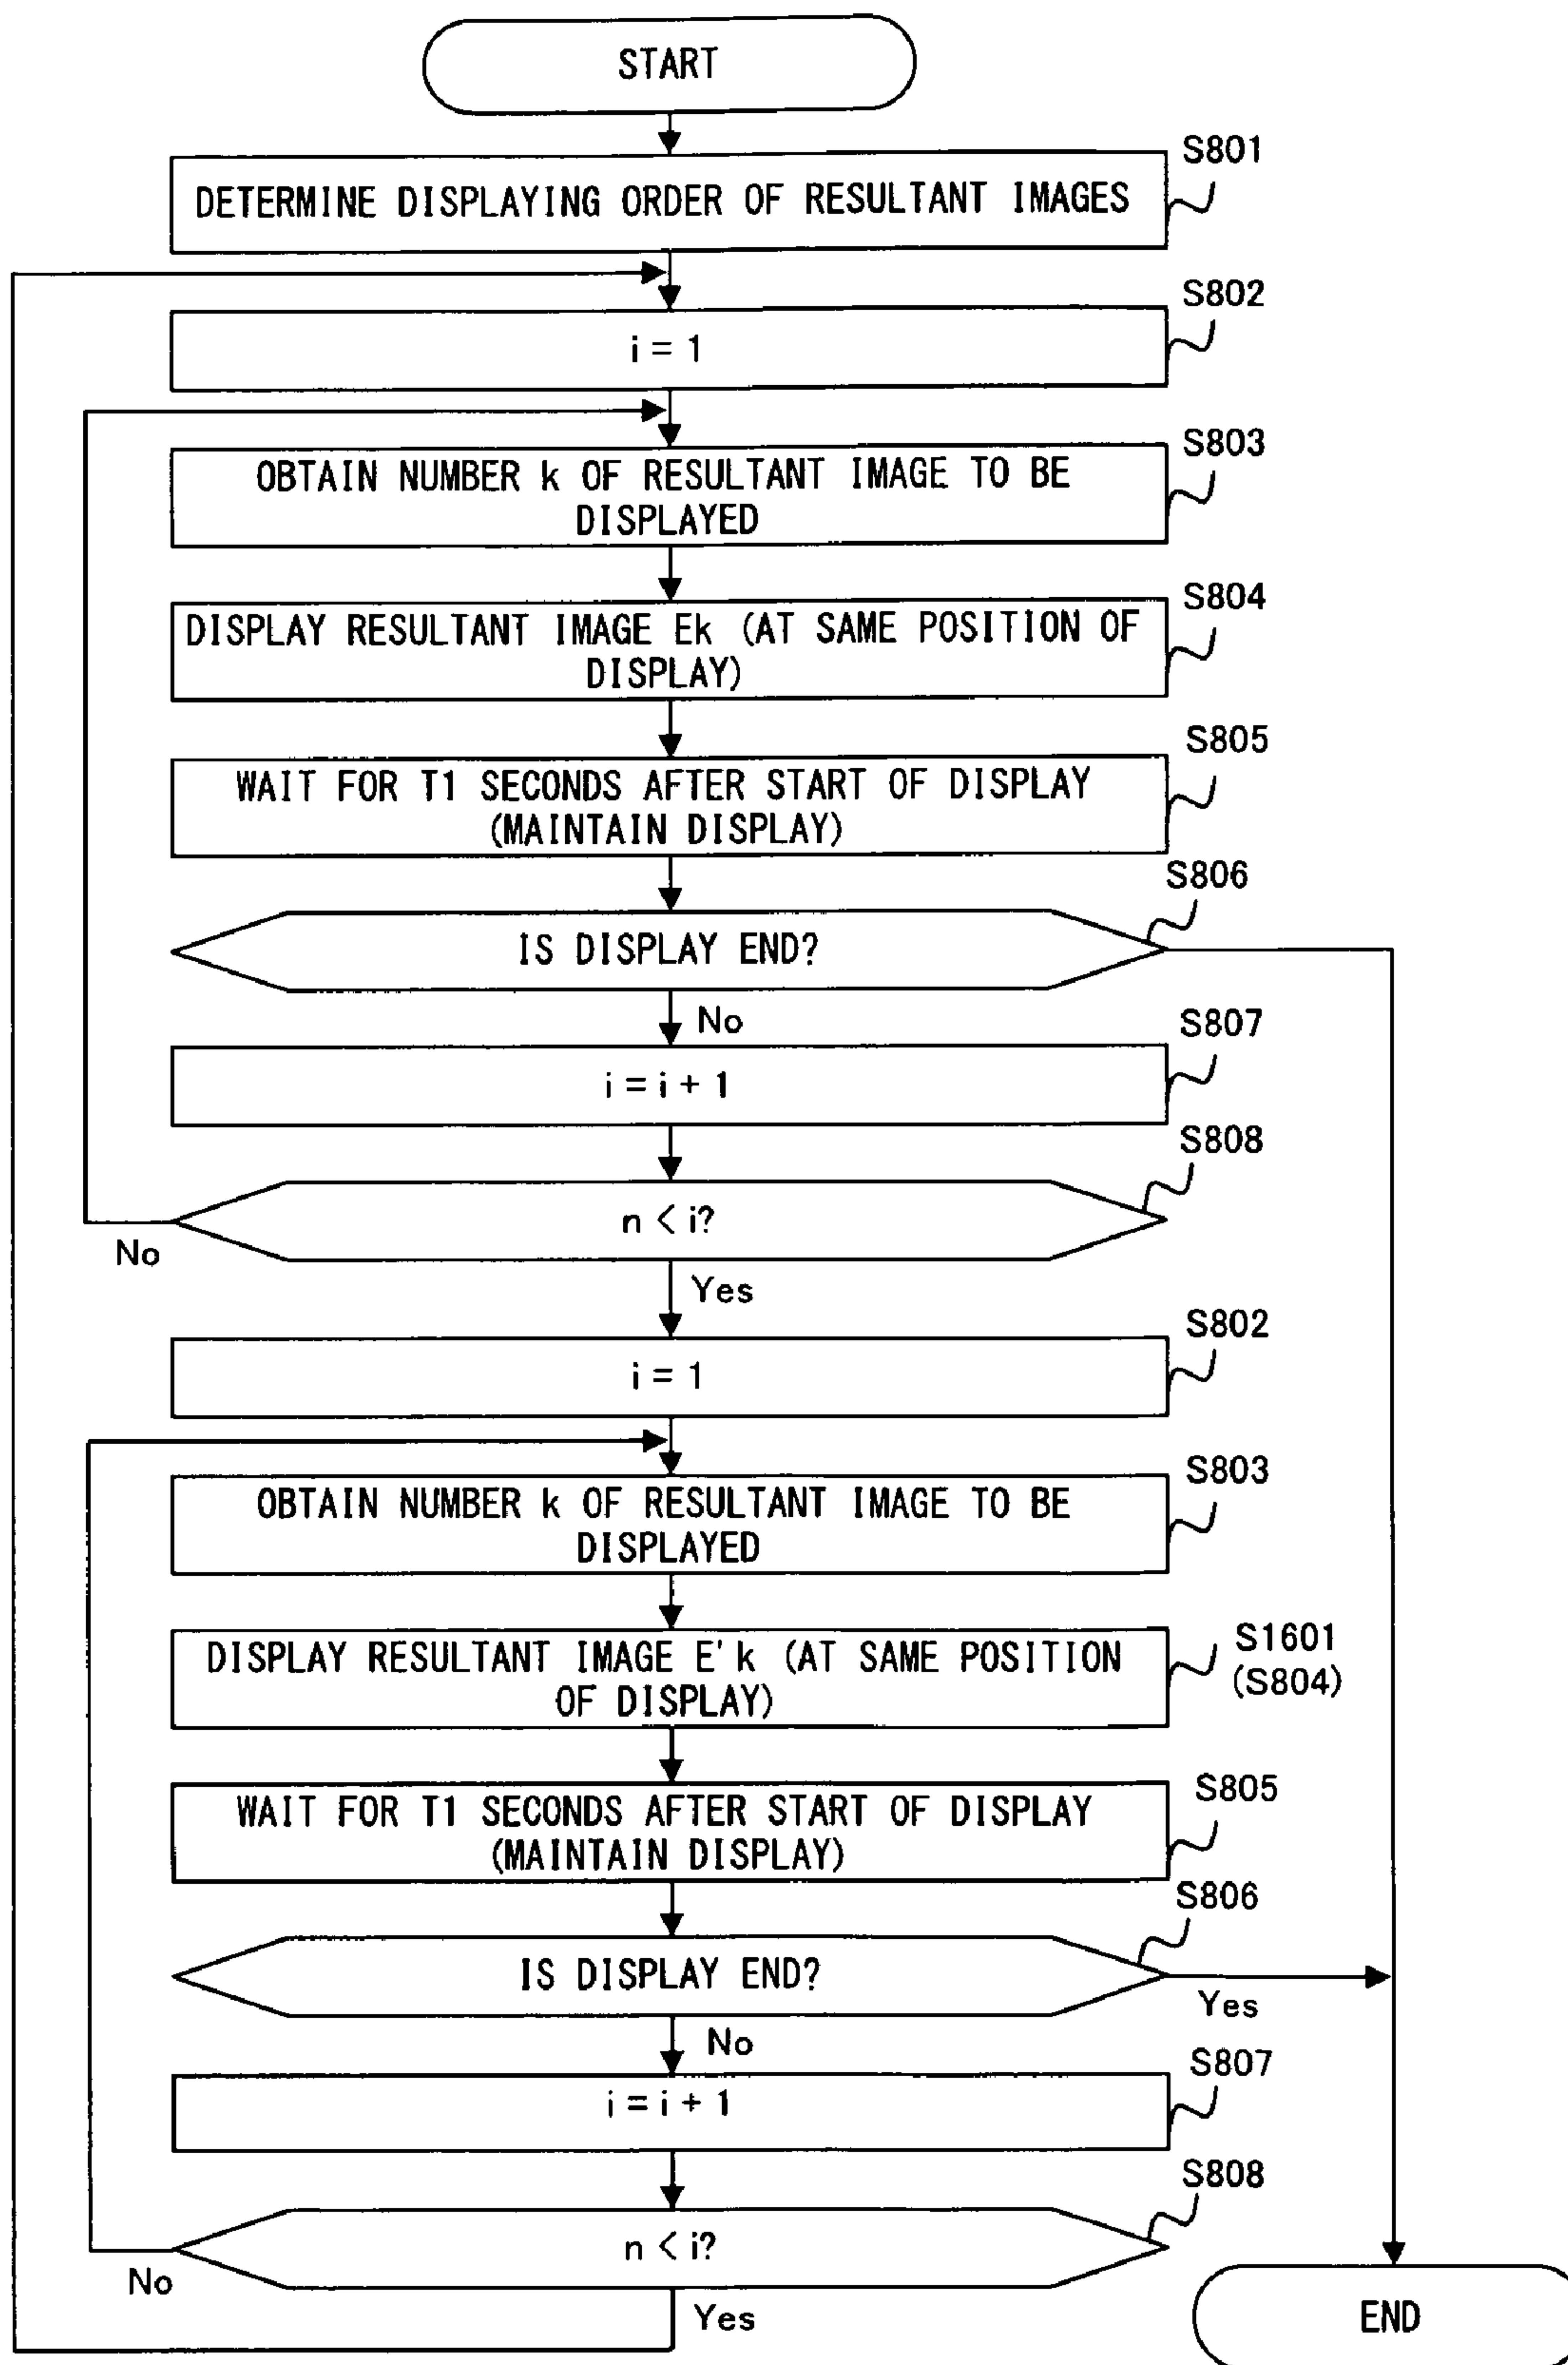 START
S801
DETERMINE DISPLAYING ORDER OF RESULTANT IMAGES
S802
i = 1
S803
OBTAIN NUMBER k OF RESULTANT IMAGE TO BE
DISPLAYED
S804
DISPLAY RESULTANT IMAGE Ek (AT SAME POSITION OF
DISPLAY)
S805
WAIT FOR T1 SECONDS AFTER START OF DISPLAY
(MAINTAIN DISPLAY)
S806
IS DISPLAY END?
No
S807
i = i + 1
S808
n < i?
No
Yes
S802
i = 1
S803
OBTAIN NUMBER k OF RESULTANT IMAGE TO BE
DISPLAYED
S1601
(S804)
DISPLAY RESULTANT IMAGE E'k (AT SAME POSITION
OF DISPLAY)
S805
WAIT FOR T1 SECONDS AFTER START OF DISPLAY
(MAINTAIN DISPLAY)
S806
IS DISPLAY END?
Yes
No
S807
i = i + 1
S808
n < i?
No
Yes
END